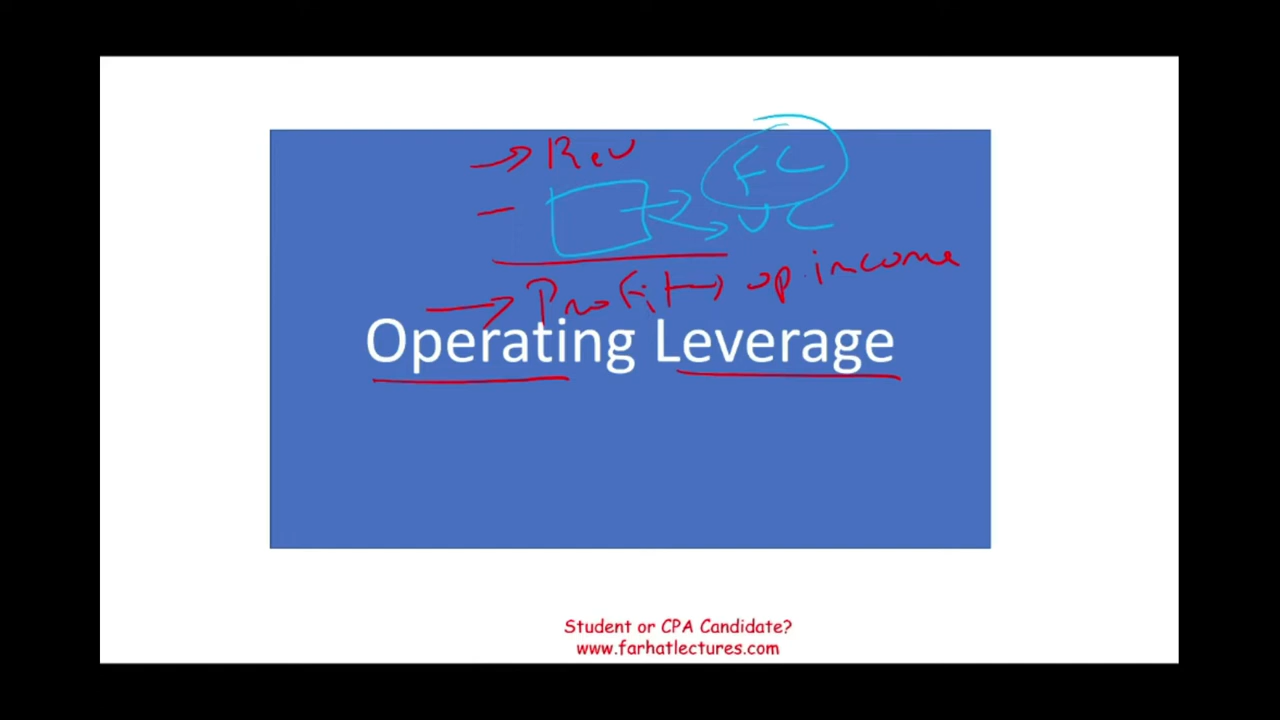 → Rev
FC
- → VC
→ Profit → op. income
Operating Leverage
Student or CPA Candidate?
www.farhatlectures.com